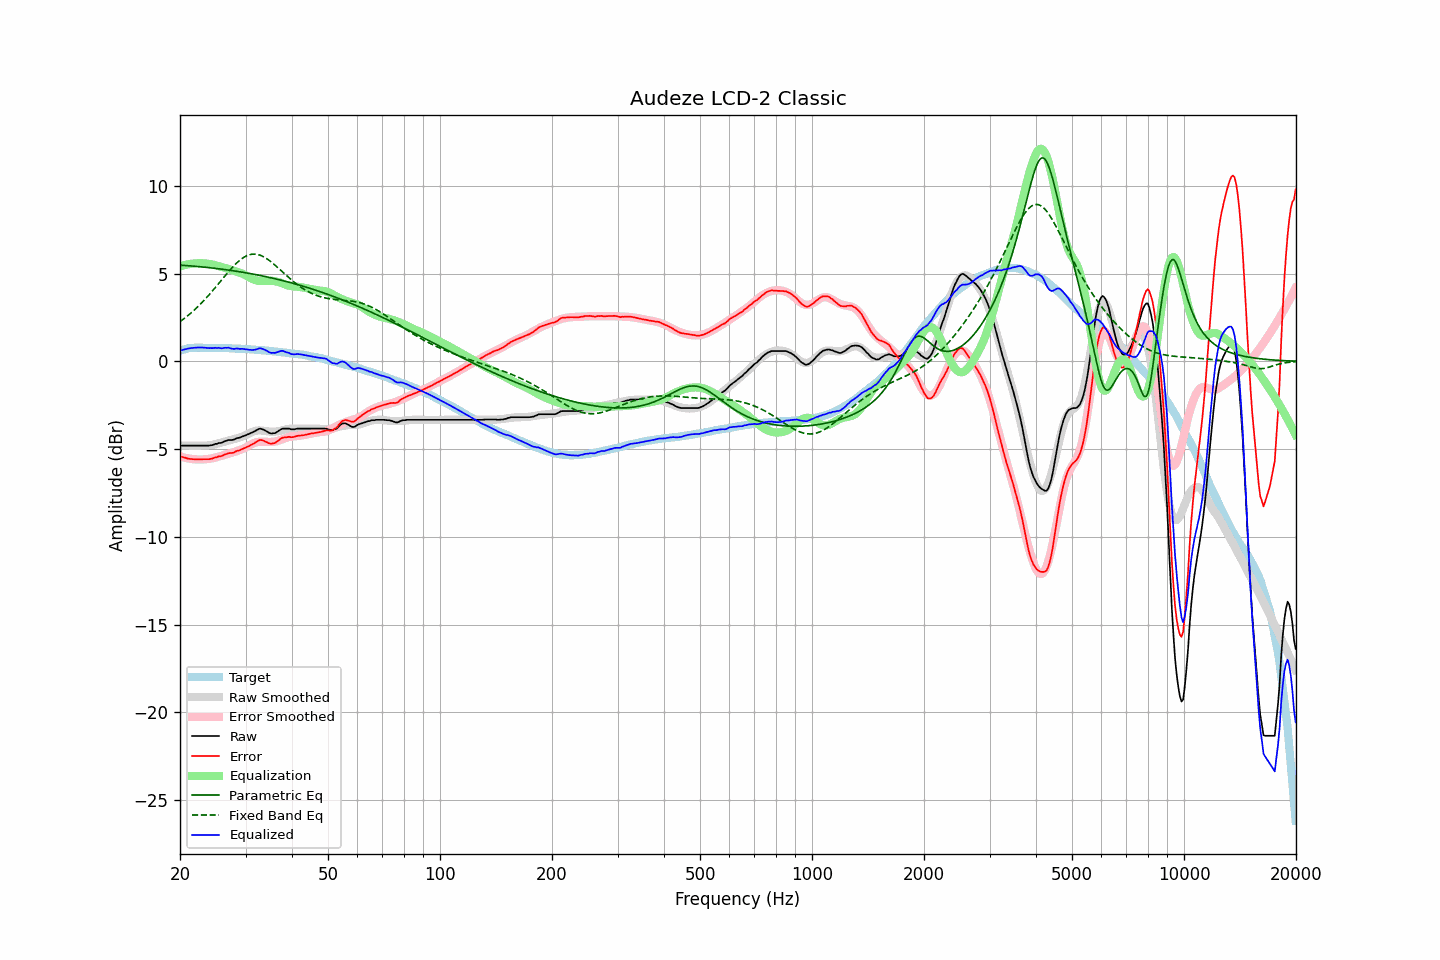 Audeze LCD-2 Classic
Amplitude (dBr)
10
5
0
−5
−10
−15
−20
−25
Target
Raw Smoothed
Error Smoothed
Raw
Error
Equalization
Parametric Eq
Fixed Band Eq
Equalized
20 50 100 200 500 1000 2000 5000 10000 20000
Frequency (Hz)